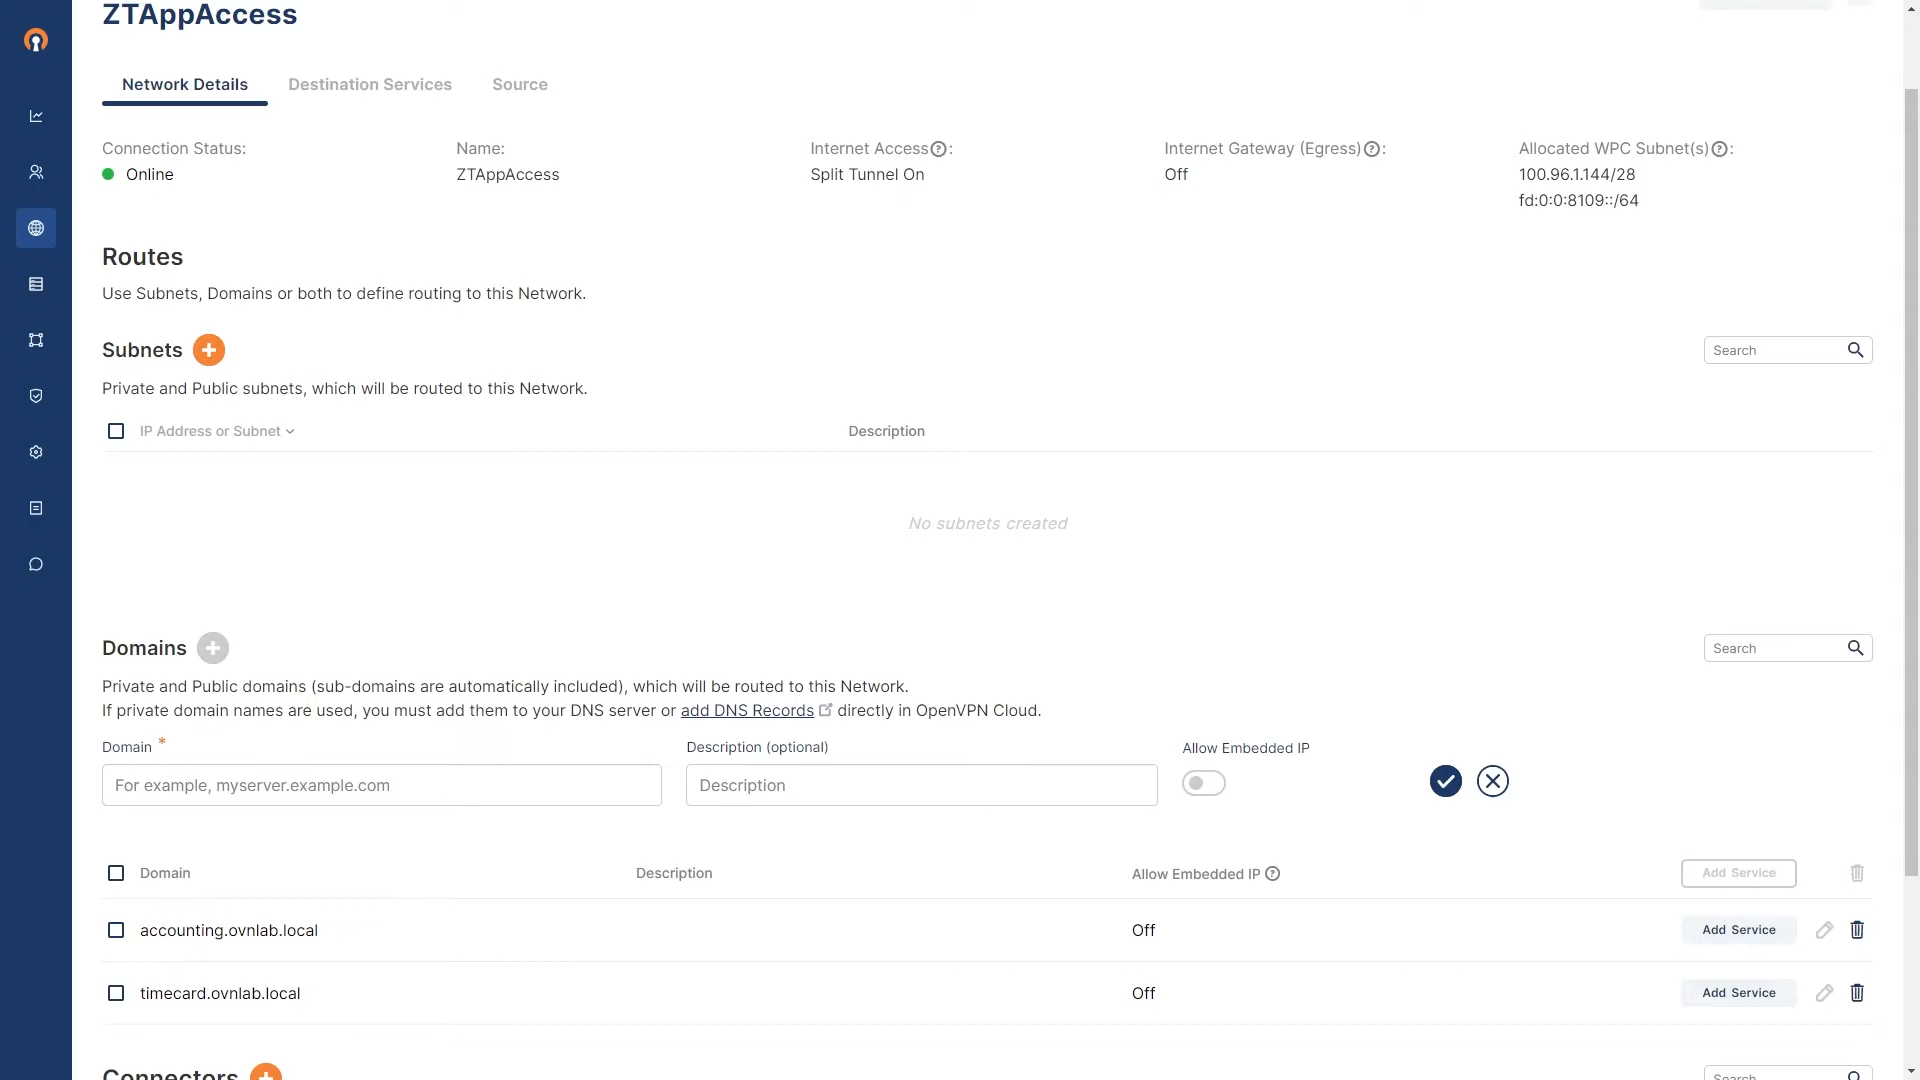 ZTAppAccess
Network Details
Destination Services
Source
Connection Status:
Online
Name:
ZTAppAccess
Internet Access ? :
Split Tunnel On
Internet Gateway (Egress) ? :
Off
Allocated WPC Subnet(s) ? :
100.96.1.144/28
fd:0:0:8109::/64
Routes
Use Subnets, Domains or both to define routing to this Network.
Subnets
Search
Private and Public subnets, which will be routed to this Network.
IP Address or Subnet
Description
No subnets created
Domains
Search
Private and Public domains (sub-domains are automatically included), which will be routed to this Network.
If private domain names are used, you must add them to your DNS server or add DNS Records directly in OpenVPN Cloud.
Domain *
Description (optional)
Allow Embedded IP
For example, myserver.example.com
Description
Domain
Description
Allow Embedded IP ?
Add Service
accounting.ovnlab.local
Off
Add Service
timecard.ovnlab.local
Off
Add Service
Connectors
Search